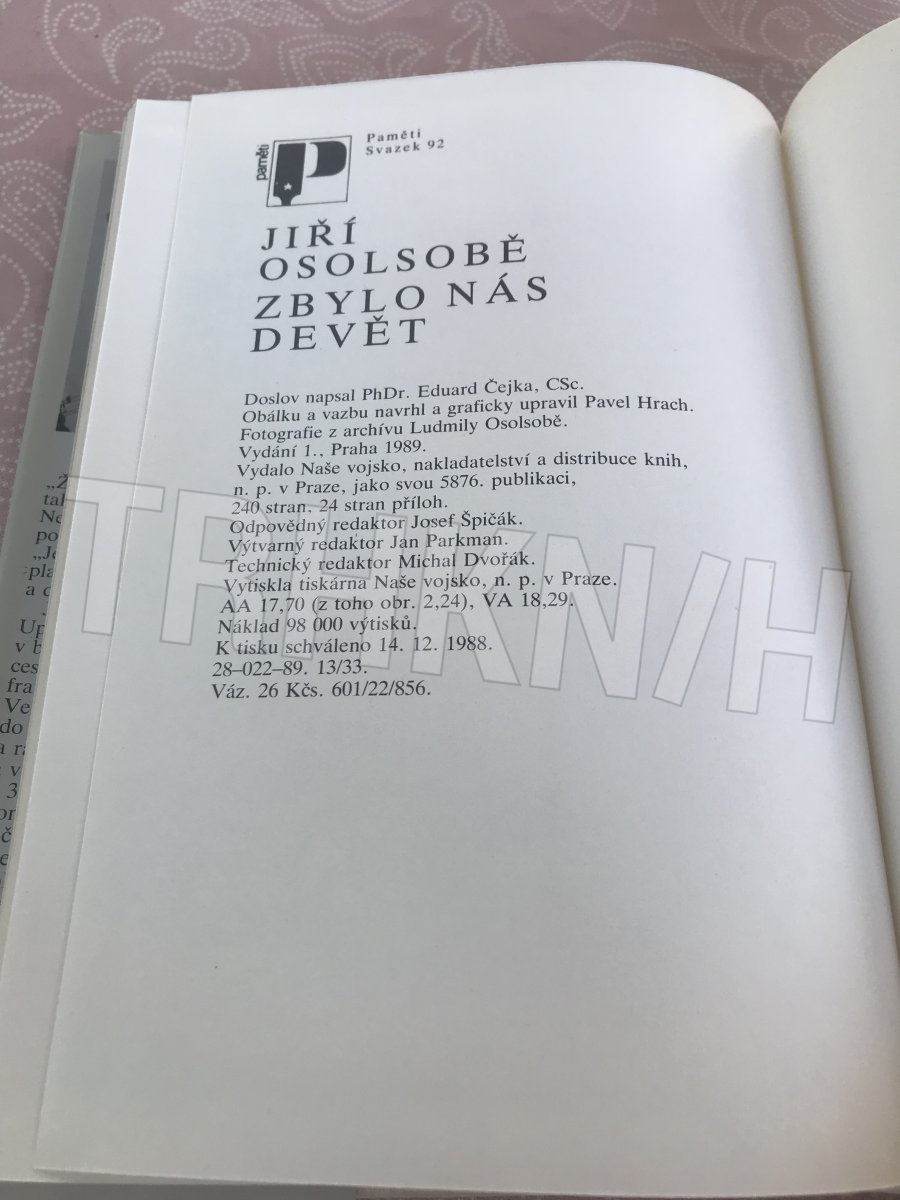 paměti
Paměti
Svazek 92
JIŘÍ
OSOLSOBĚ
ZBYLO NÁS
DEVĚT
Doslov napsal PhDr. Eduard Čejka, CSc.
Obálku a vazbu navrhl a graficky upravil Pavel Hrach.
Fotografie z archívu Ludmily Osolsobě.
Vydání 1., Praha 1989.
Vydalo Naše vojsko, nakladatelství a distribuce knih,
n. p. v Praze, jako svou 5876. publikaci,
240 stran, 24 stran příloh.
Odpovědný redaktor Josef Špičák.
Výtvarný redaktor Jan Parkman.
Technický redaktor Michal Dvořák.
Vytiskla tiskárna Naše vojsko, n. p. v Praze.
AA 17,70 (z toho obr. 2,24), VA 18,29.
Náklad 98 000 výtisků.
K tisku schváleno 14. 12. 1988.
28–022–89. 13/33.
Váz. 26 Kčs. 601/22/856.